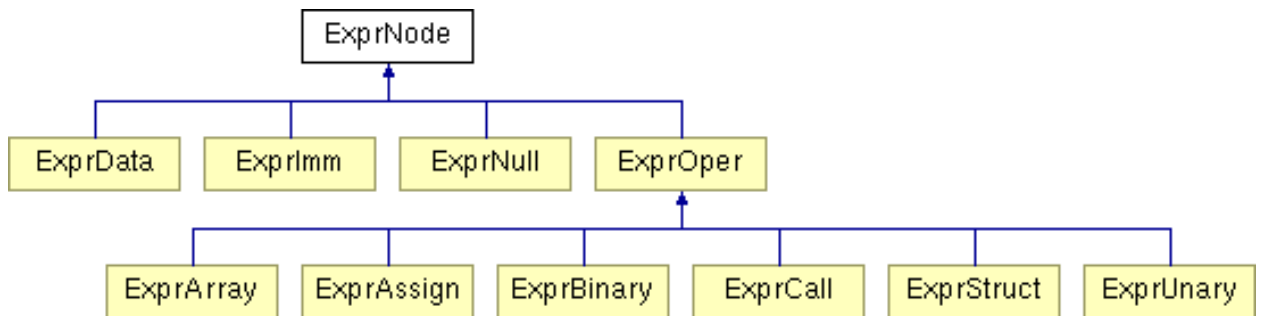 ExprNode
ExprData ExprImm ExprNull ExprOper
ExprArray ExprAssign ExprBinary ExprCall ExprStruct ExprUnary